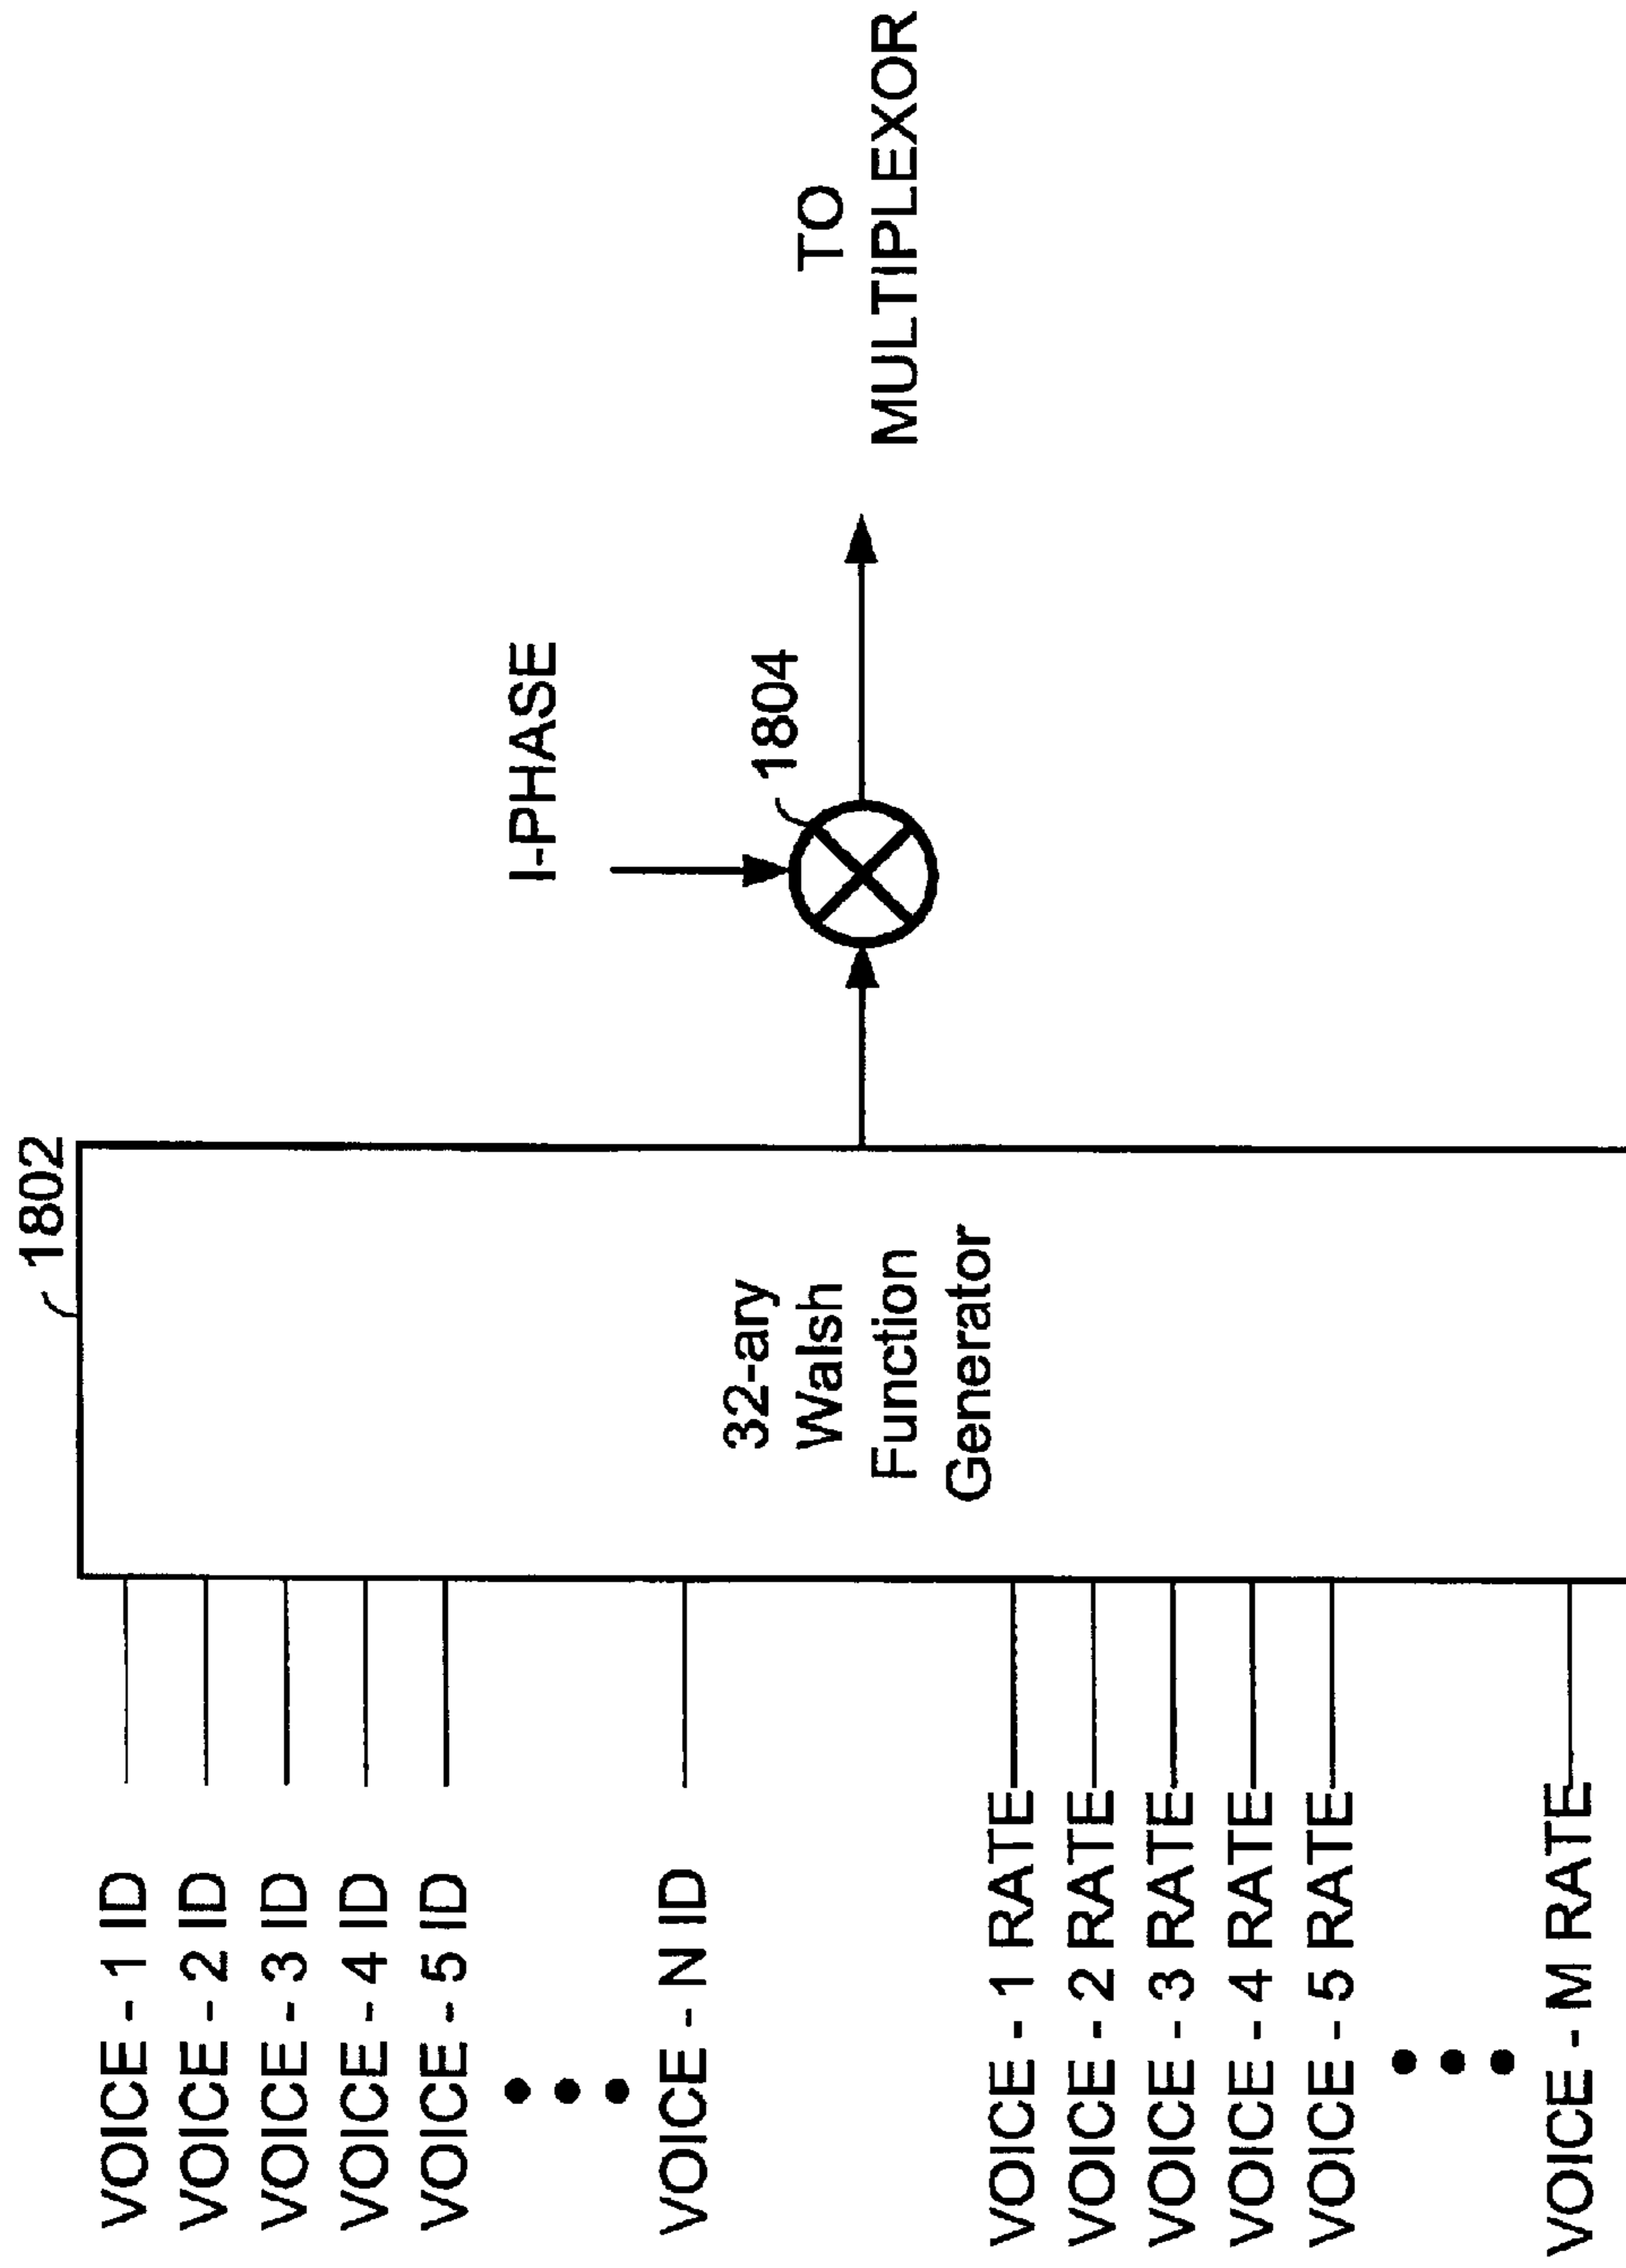 VOICE - 1 ID
VOICE - 2 ID
VOICE - 3 ID
VOICE - 4 ID
VOICE - 5 ID
VOICE - N ID
VOICE - 1 RATE
VOICE - 2 RATE
VOICE - 3 RATE
VOICE - 4 RATE
VOICE - 5 RATE
VOICE - M RATE
1802
32-ary
Walsh
Function
Generator
I-PHASE
1804
TO
MULTIPLEXOR